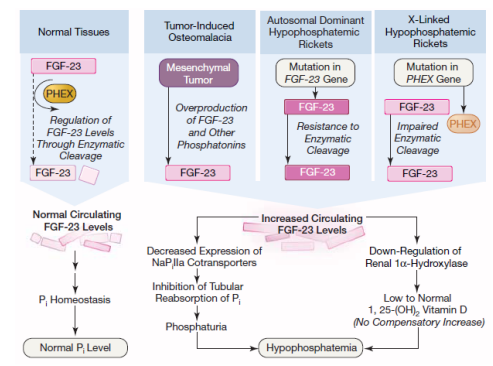 Normal Tissues
FGF-23
PHEX
Regulation of
FGF-23 Levels
Through Enzymatic
Cleavage
FGF-23
Normal Circulating
FGF-23 Levels
Pi Homeostasis
Normal Pi Level
Tumor-Induced
Osteomalacia
Mesenchymal
Tumor
Overproduction
of FGF-23
and Other
Phosphatonins
FGF-23
Autosomal Dominant
Hypophosphatemic
Rickets
Mutation in
FGF-23 Gene
FGF-23
Resistance to
Enzymatic
Cleavage
FGF-23
X-Linked
Hypophosphatemic
Rickets
Mutation in
PHEX Gene
FGF-23
PHEX
Impaired
Enzymatic
Cleavage
FGF-23
Increased Circulating
FGF-23 Levels
Decreased Expression of
NaPiIIa Cotransporters
Inhibition of Tubular
Reabsorption of Pi
Phosphaturia
Down-Regulation of
Renal 1α-Hydroxylase
Low to Normal
1, 25-(OH)2 Vitamin D
(No Compensatory Increase)
Hypophosphatemia